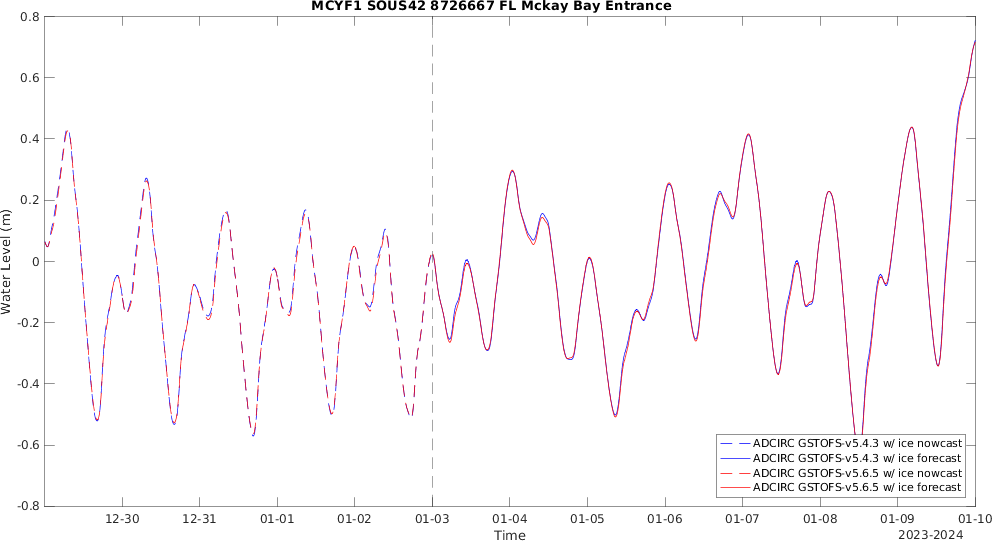 MCYF1 SOUS42 8726667 FL Mckay Bay Entrance
0.8
0.6
0.4
0.2
0
-0.2
-0.4
-0.6
-0.8
Water Level (m)
12-30 12-31 01-01 01-02 01-03 01-04 01-05 01-06 01-07 01-08 01-09 01-10
Time
2023-2024
ADCIRC GSTOFS-v5.4.3 w/ ice nowcast
ADCIRC GSTOFS-v5.4.3 w/ ice forecast
ADCIRC GSTOFS-v5.6.5 w/ ice nowcast
ADCIRC GSTOFS-v5.6.5 w/ ice forecast